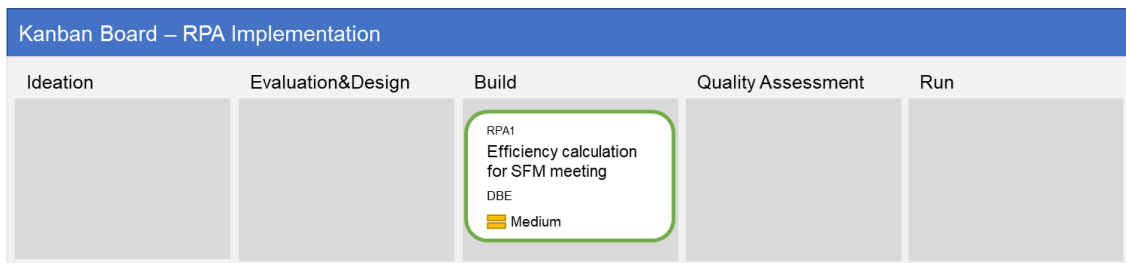 Kanban Board – RPA Implementation
Ideation
Evaluation&Design
Build
Quality Assessment
Run
RPA1
Efficiency calculation
for SFM meeting
DBE
Medium